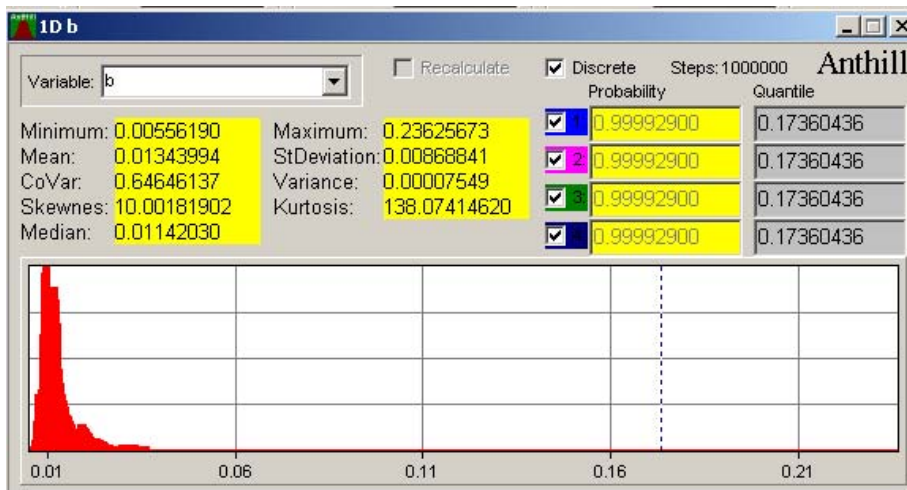 1D b
Variable: b
Recalculate
Discrete
Steps:1000000
Anthill
Probability
Quantile
Minimum: 0.00556190
Maximum: 0.23625673
Mean: 0.01343994
StDeviation: 0.00868841
CoVar: 0.64646137
Variance: 0.00007549
Skewnes: 10.00181902
Kurtosis: 138.07414620
Median: 0.01142030
1 0.99992900 0.17360436
2 0.99992900 0.17360436
3 0.99992900 0.17360436
4 0.99992900 0.17360436
0.01 0.06 0.11 0.16 0.21